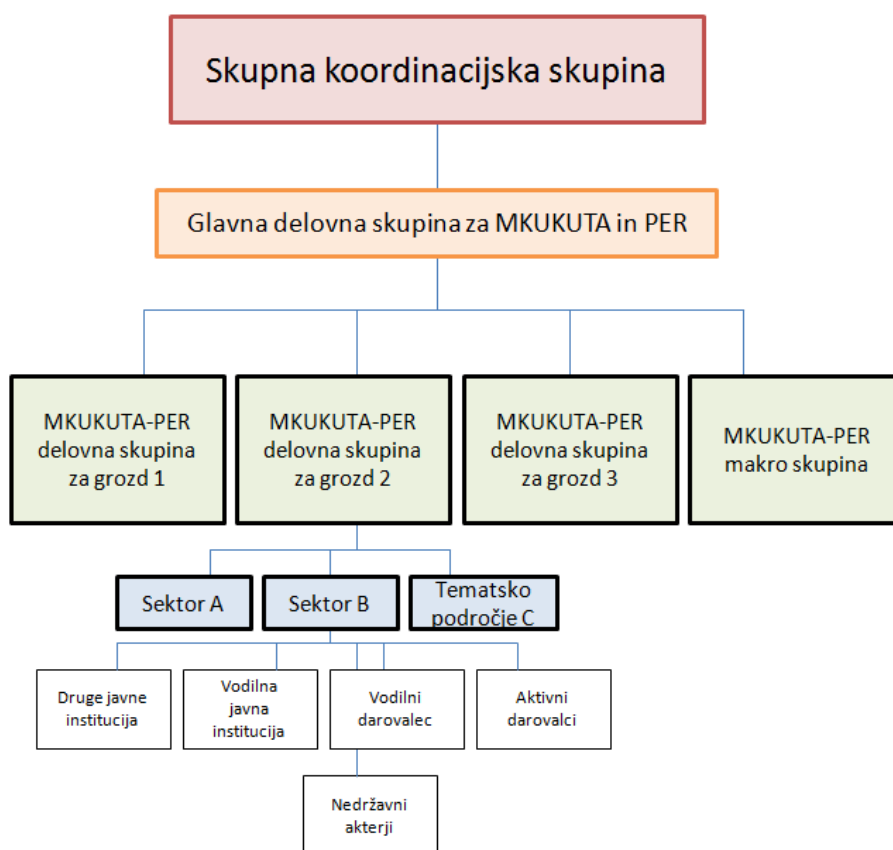 Skupna koordinacijska skupina
Glavna delovna skupina za MKUKUTA in PER
MKUKUTA-PER
delovna skupina
za grozd 1
MKUKUTA-PER
delovna skupina
za grozd 2
MKUKUTA-PER
delovna skupina
za grozd 3
MKUKUTA-PER
makro skupina
Sektor A
Sektor B
Tematsko
področje C
Druge javne
institucija
Vodilna
javna
institucija
Vodilni
darovalec
Aktivni
darovalci
Nedržavni
akterji